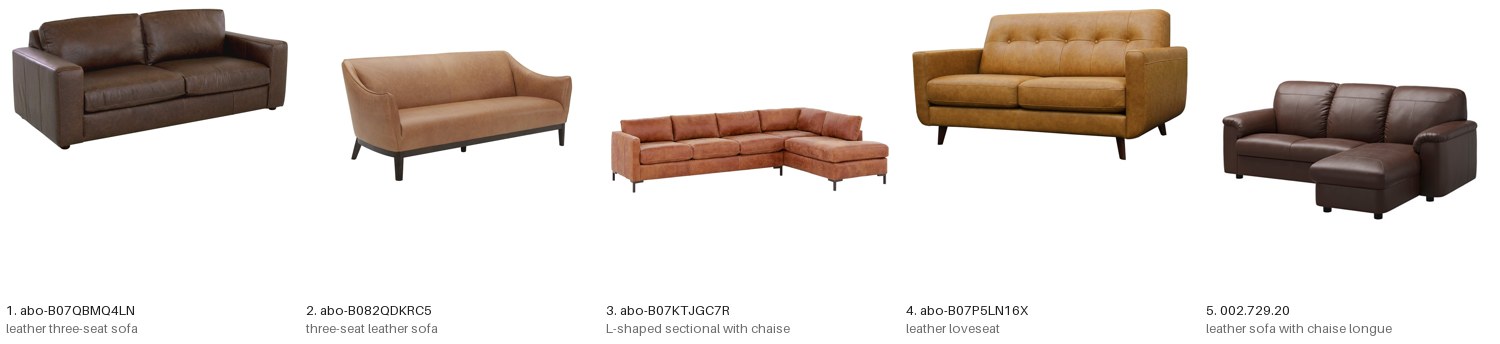 1. abo-B07QBMQ4LN
leather three-seat sofa
2. abo-B082QDKRC5
three-seat leather sofa
3. abo-B07KTJGC7R
L-shaped sectional with chaise
4. abo-B07P5LN16X
leather loveseat
5. 002.729.20
leather sofa with chaise longue